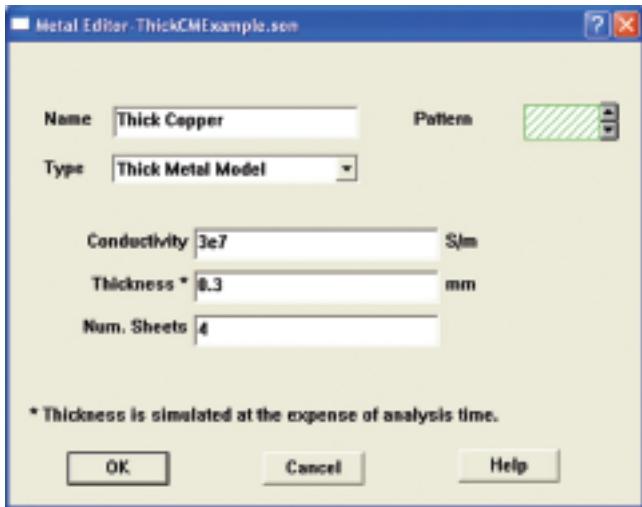 Metal Editor-ThickCMExample.son
Name Thick Copper Pattern
Type Thick Metal Model
Conductivity 3e7 S/m
Thickness * 0.3 mm
Num. Sheets 4
* Thickness is simulated at the expense of analysis time.
OK Cancel Help